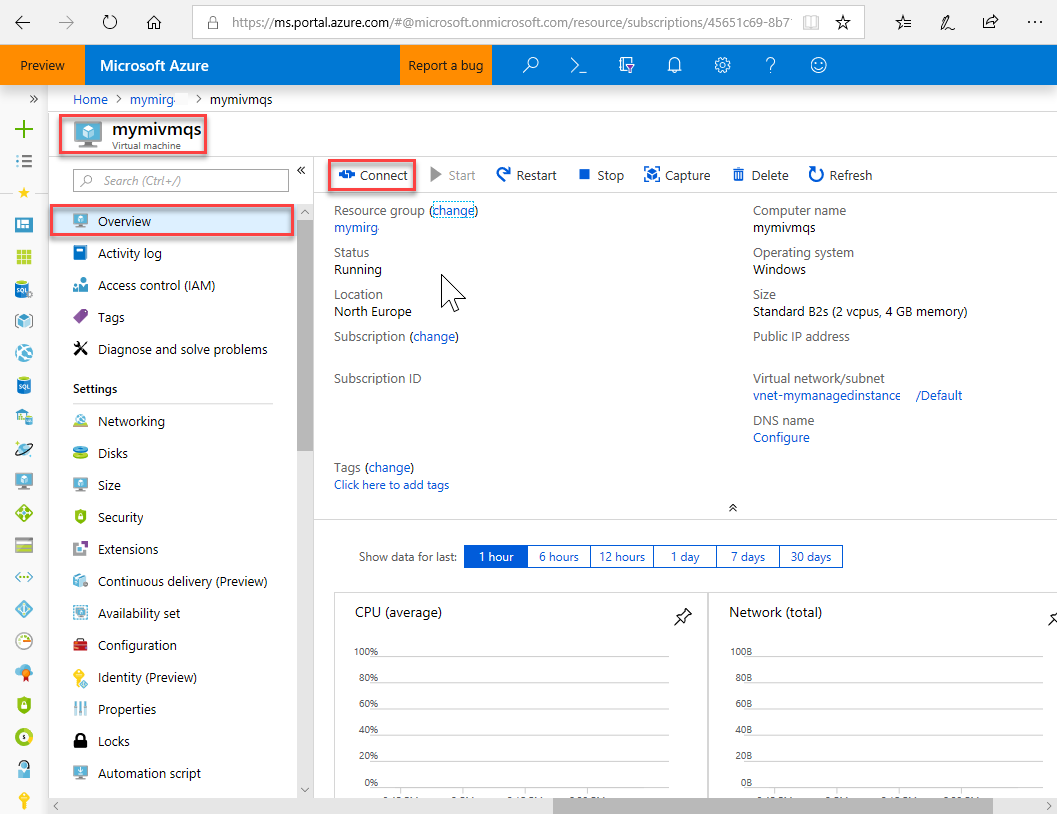 https://ms.portal.azure.com/#@microsoft.onmicrosoft.com/resource/subscriptions/45651c69-8b7
Preview
Microsoft Azure
Report a bug
Home > mymirg > mymivmqs
mymivmqs
Virtual machine
Search (Ctrl+/)
Overview
Activity log
Access control (IAM)
Tags
Diagnose and solve problems
Settings
Networking
Disks
Size
Security
Extensions
Continuous delivery (Preview)
Availability set
Configuration
Identity (Preview)
Properties
Locks
Automation script
Connect
Start
Restart
Stop
Capture
Delete
Refresh
Resource group (change)
mymirg
Status
Running
Location
North Europe
Subscription (change)
Subscription ID
Computer name
mymivmqs
Operating system
Windows
Size
Standard B2s (2 vcpus, 4 GB memory)
Public IP address
Virtual network/subnet
vnet-mymanagedinstance /Default
DNS name
Configure
Tags (change)
Click here to add tags
Show data for last: 1 hour 6 hours 12 hours 1 day 7 days 30 days
CPU (average)
100%
80%
60%
40%
20%
0%
Network (total)
100B
80B
60B
40B
20B
0B